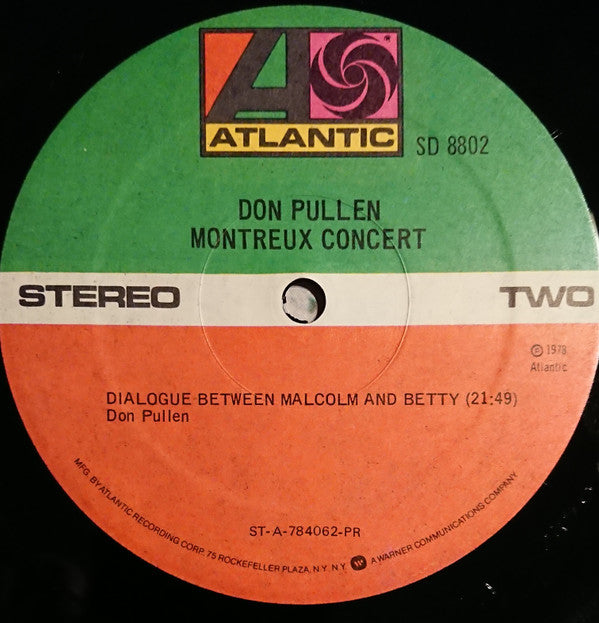 ATLANTIC
SD 8802
DON PULLEN
MONTREUX CONCERT
STEREO
TWO
℗ 1978
Atlantic
DIALOGUE BETWEEN MALCOLM AND BETTY (21:49)
Don Pullen
ST-A-784062-PR
MFG. BY ATLANTIC RECORDING CORP. 75 ROCKEFELLER PLAZA, N.Y. N.Y. W A WARNER COMMUNICATIONS COMPANY